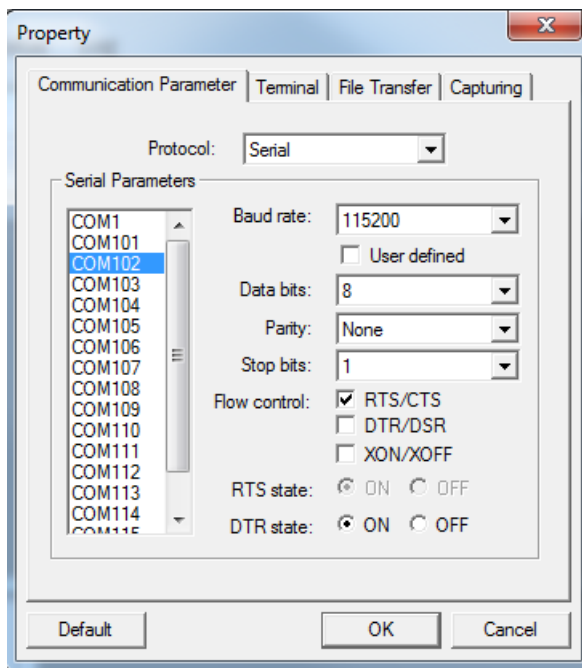 Property
Communication Parameter Terminal File Transfer Capturing
Protocol: Serial
Serial Parameters
COM1
COM101
COM102
COM103
COM104
COM105
COM106
COM107
COM108
COM109
COM110
COM111
COM112
COM113
COM114
COM115
Baud rate: 115200
User defined
Data bits: 8
Parity: None
Stop bits: 1
Flow control: RTS/CTS
DTR/DSR
XON/XOFF
RTS state: ON OFF
DTR state: ON OFF
Default OK Cancel